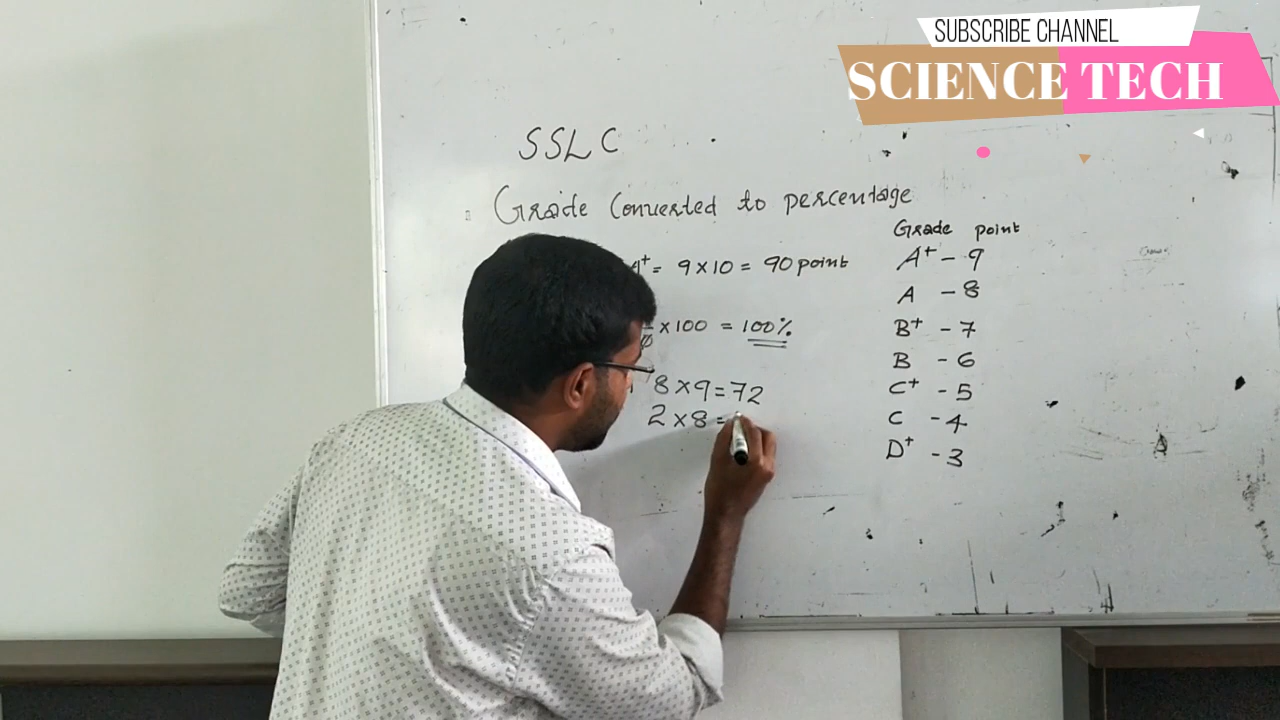 SUBSCRIBE CHANNEL
SCIENCE TECH
SSLC
Grade Converted to percentage
A+ = 9 × 10 = 90 point
× 100 = 100%
8 × 9 = 72
2 × 8 =
Grade point
A+ - 9
A - 8
B+ - 7
B - 6
C+ - 5
C - 4
D+ - 3